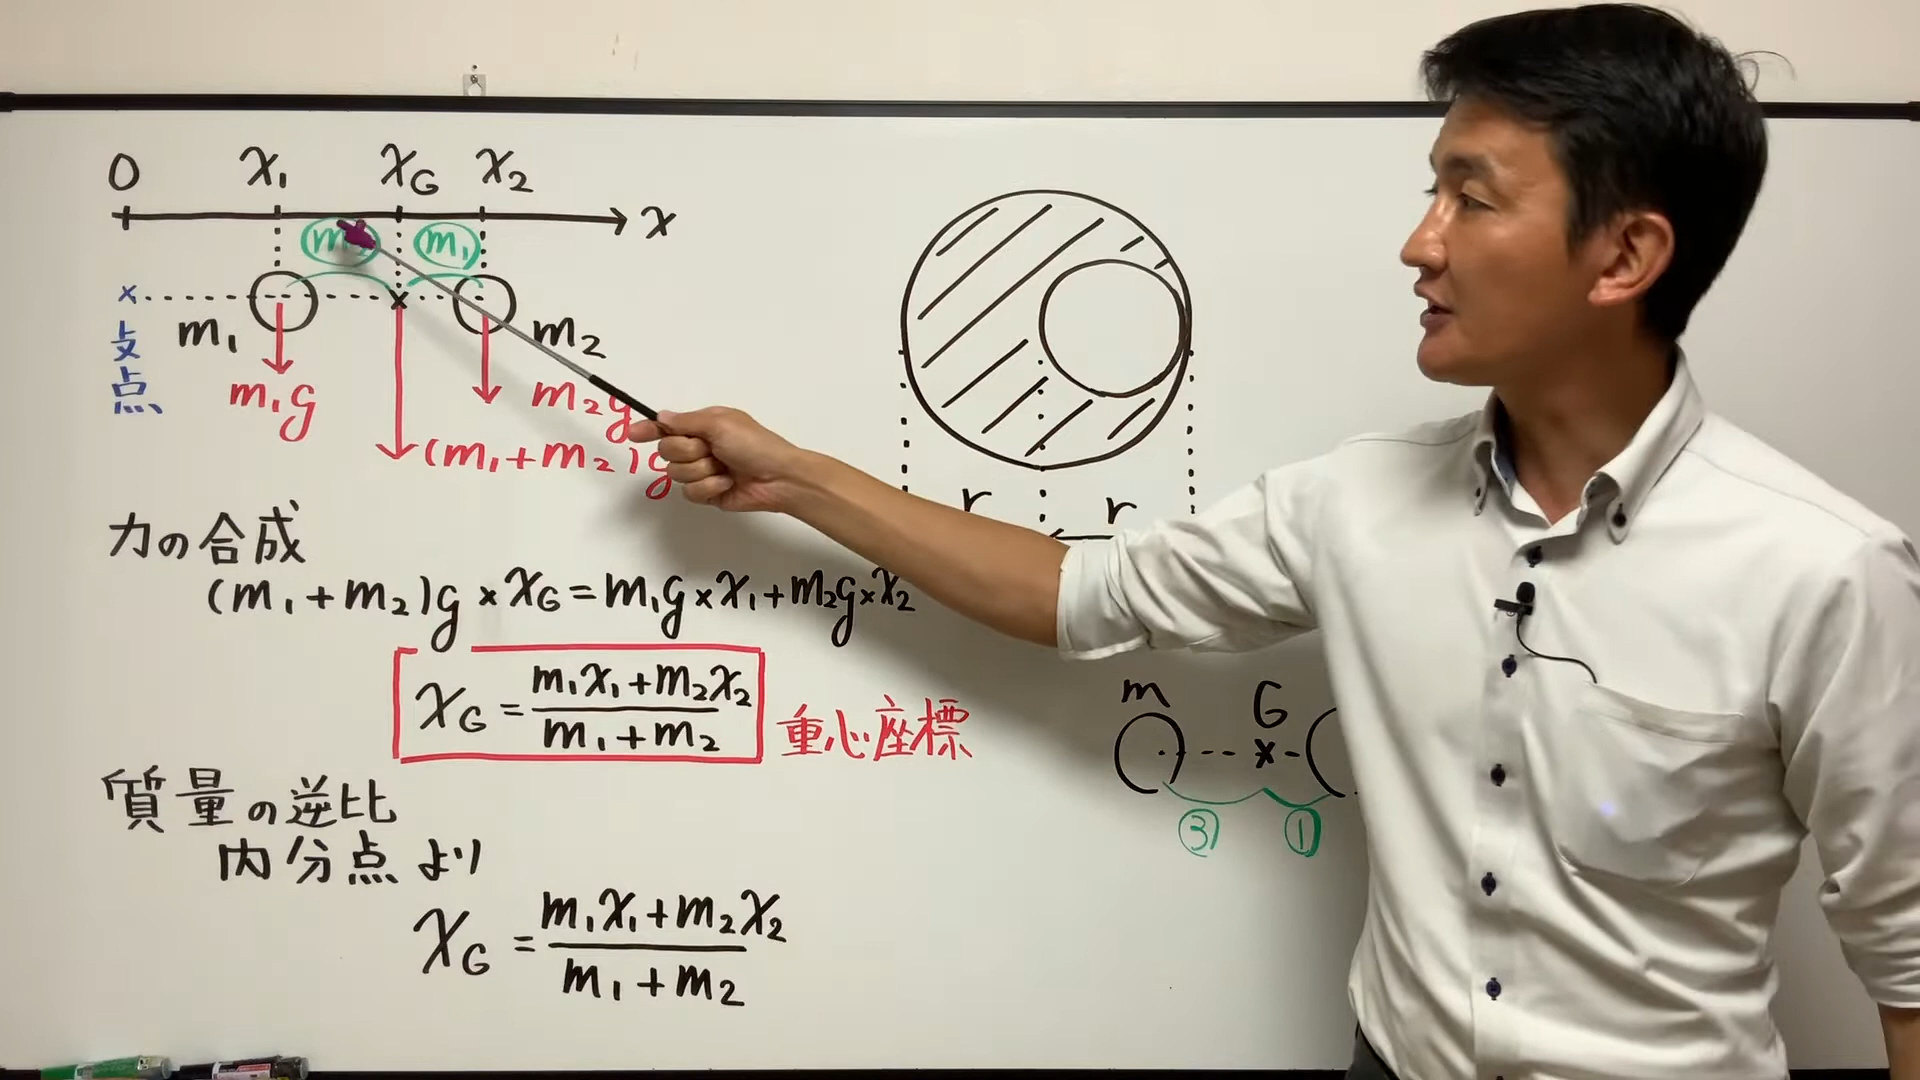 0 x₁ x_G x₂
x
m₁
×
支点
m₁ m₂
m₁g
m₂g
(m₁+m₂)g
力の合成
(m₁+m₂)g×x_G=m₁g×x₁+m₂g×x₂
x_G=(m₁x₁+m₂x₂)/(m₁+m₂)
重心座標
質量の逆比
内分点より
x_G=(m₁x₁+m₂x₂)/(m₁+m₂)
r r
m G
×
③ ①